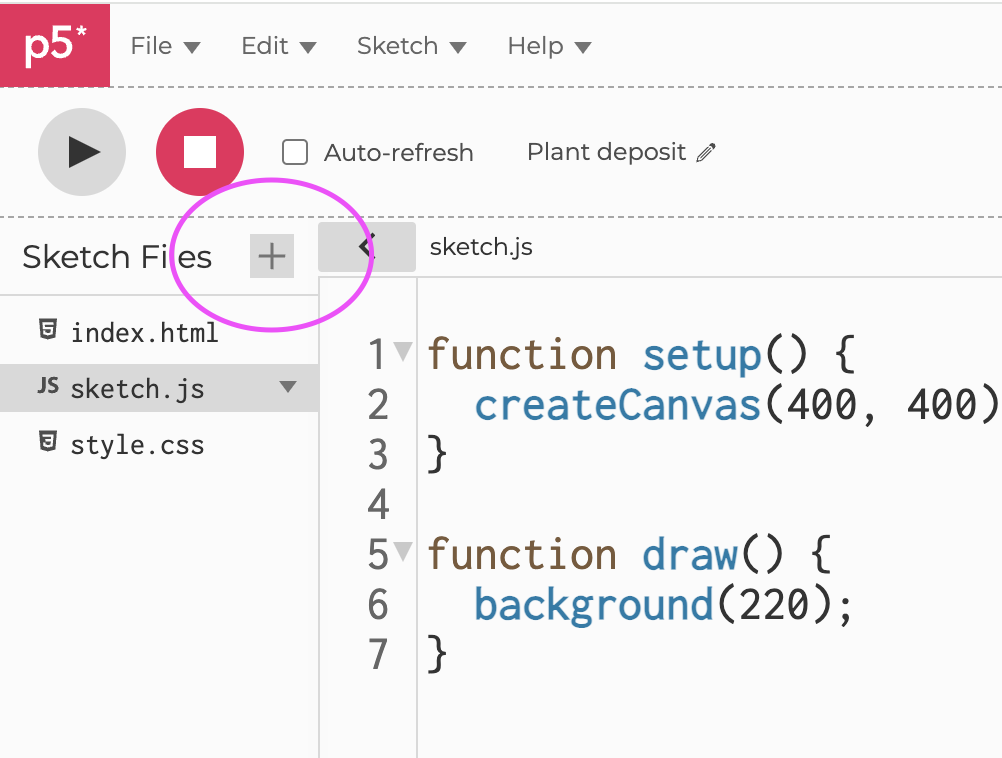 p5* File Edit Sketch Help
Auto-refresh Plant deposit
Sketch Files + < sketch.js
index.html
JS sketch.js
style.css
1 function setup() {
2 createCanvas(400, 400)
3 }
4
5 function draw() {
6 background(220);
7 }